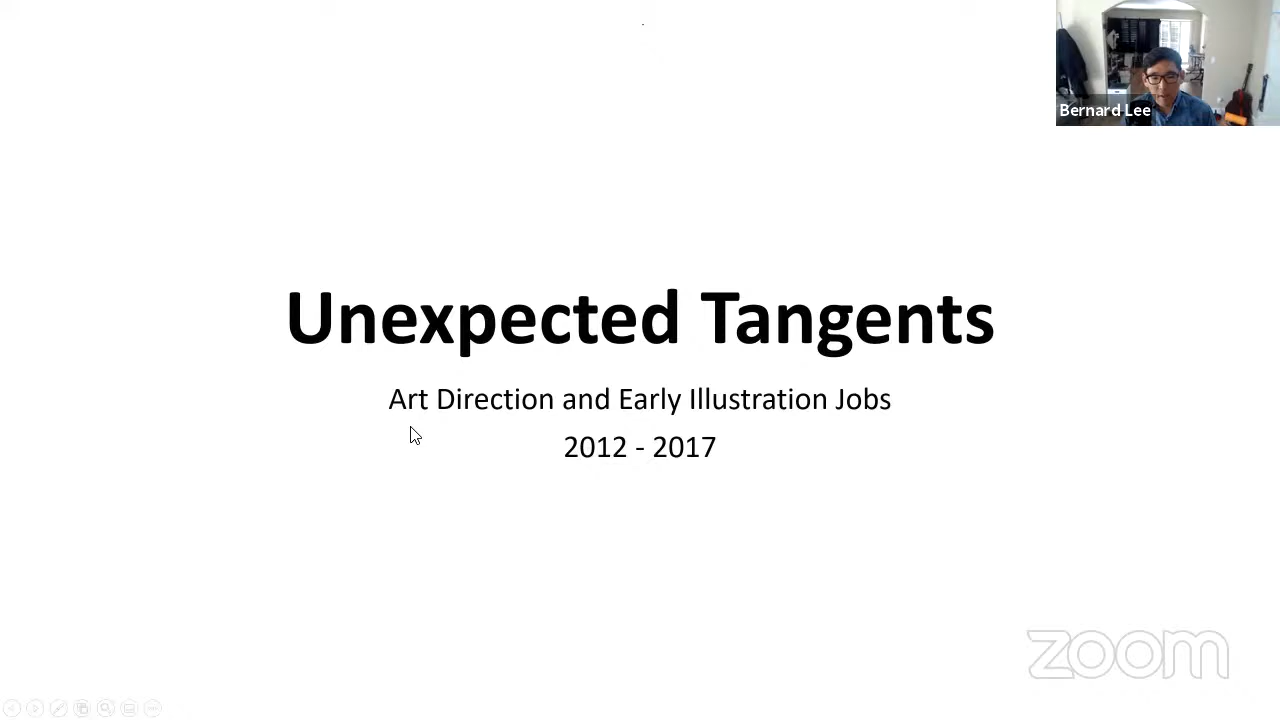 Bernard Lee
Unexpected Tangents
Art Direction and Early Illustration Jobs
2012 - 2017
zoom